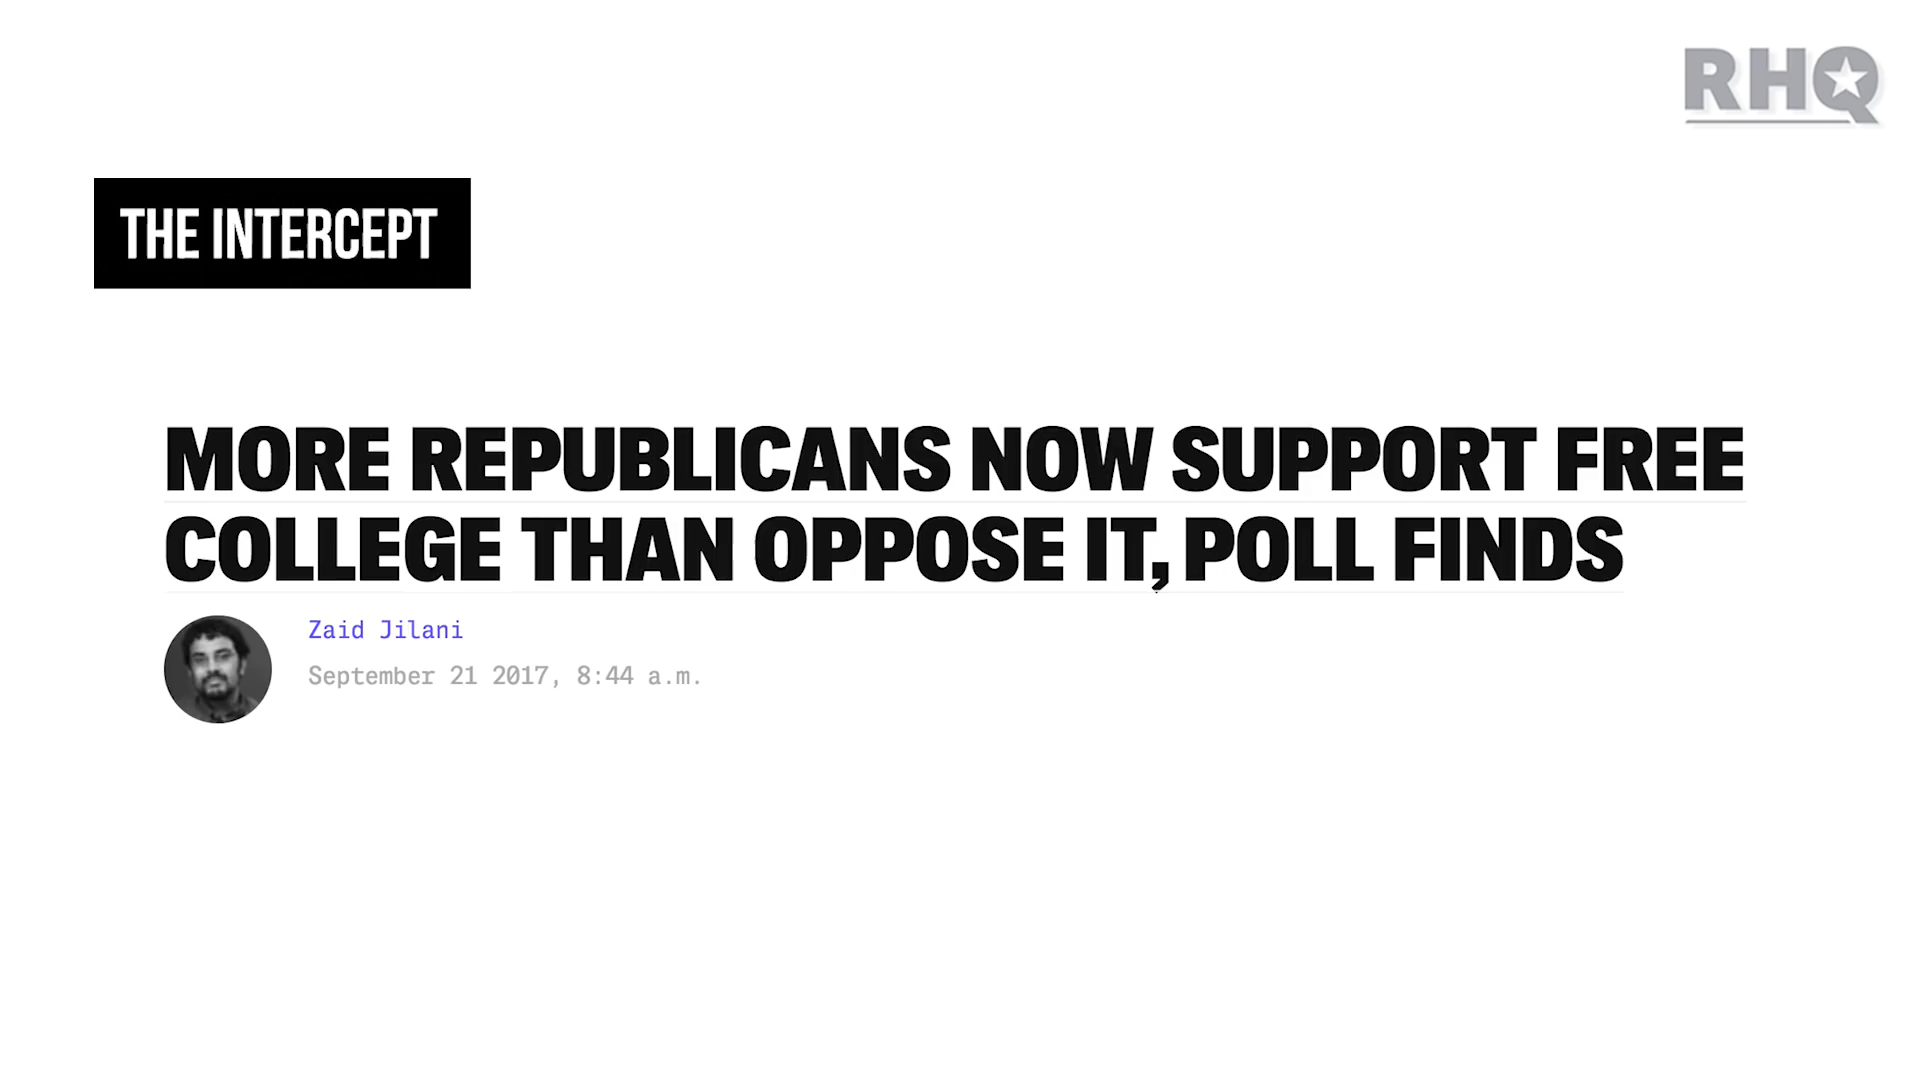 RHQ
THE INTERCEPT
MORE REPUBLICANS NOW SUPPORT FREE
COLLEGE THAN OPPOSE IT, POLL FINDS
Zaid Jilani
September 21 2017, 8:44 a.m.